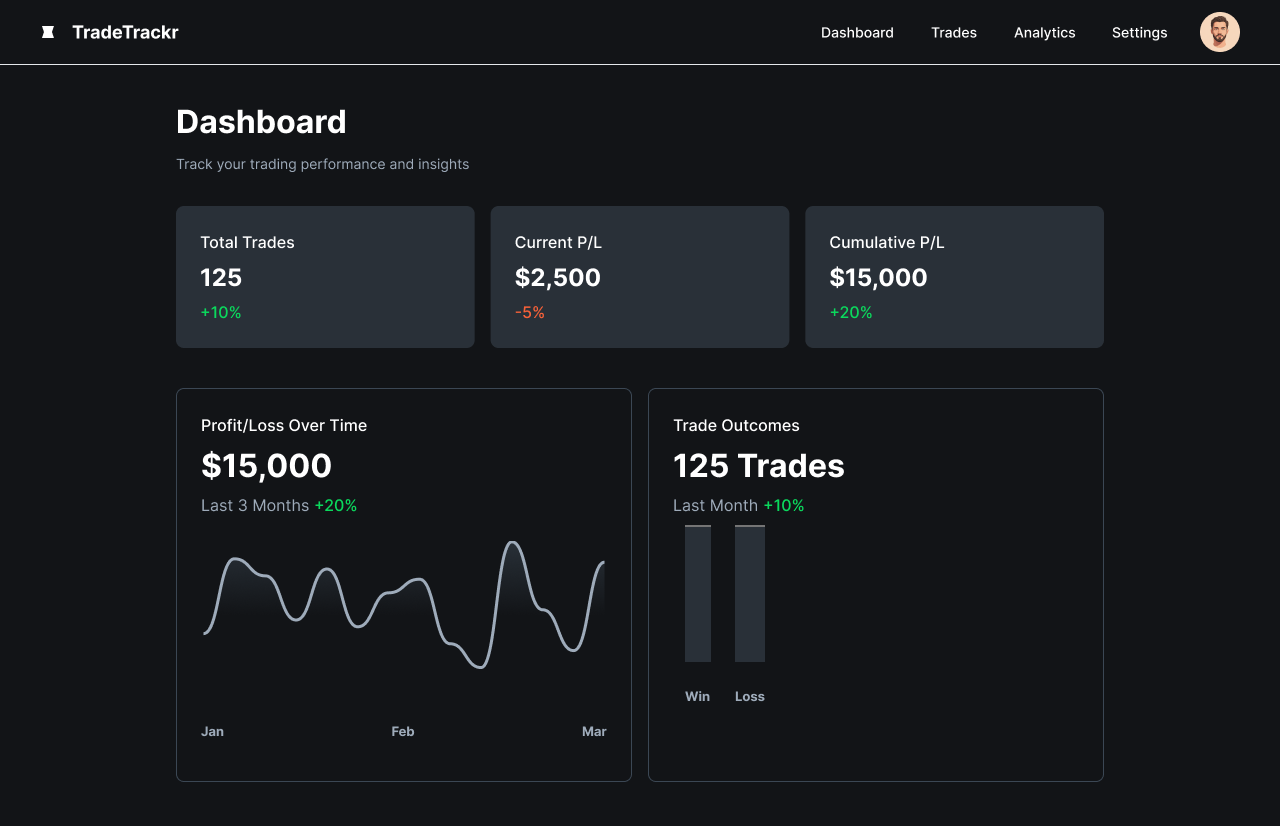 TradeTrackr
Dashboard Trades Analytics Settings
Dashboard
Track your trading performance and insights
Total Trades
125
+10%
Current P/L
$2,500
-5%
Cumulative P/L
$15,000
+20%
Profit/Loss Over Time
$15,000
Last 3 Months +20%
Jan Feb Mar
Trade Outcomes
125 Trades
Last Month +10%
Win Loss